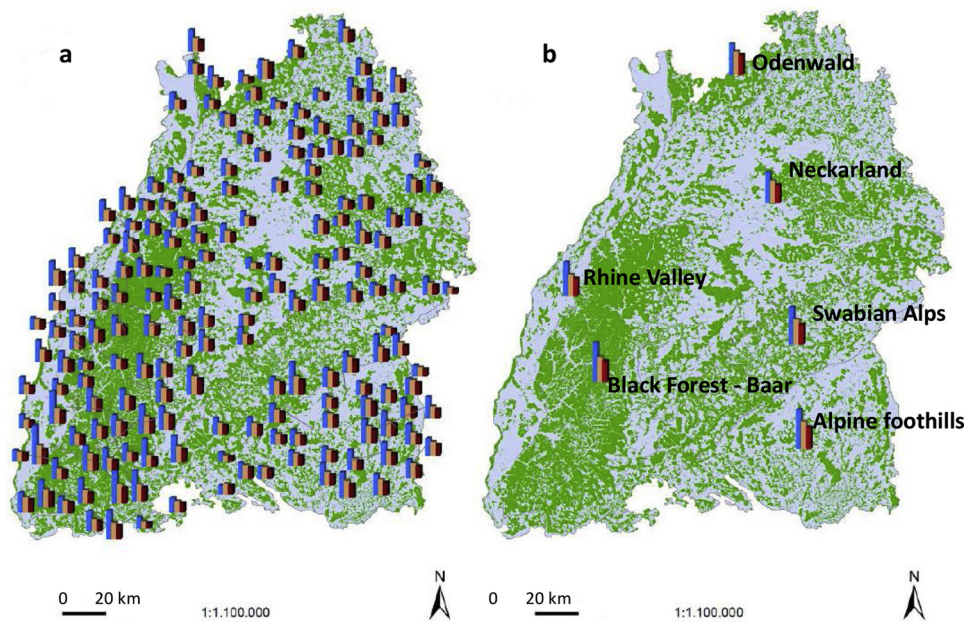 a
b
Odenwald
Neckarland
Rhine Valley
Swabian Alps
Black Forest - Baar
Alpine foothills
N
0 20 km
1:1.100.000
N
0 20 km
1:1.100.000